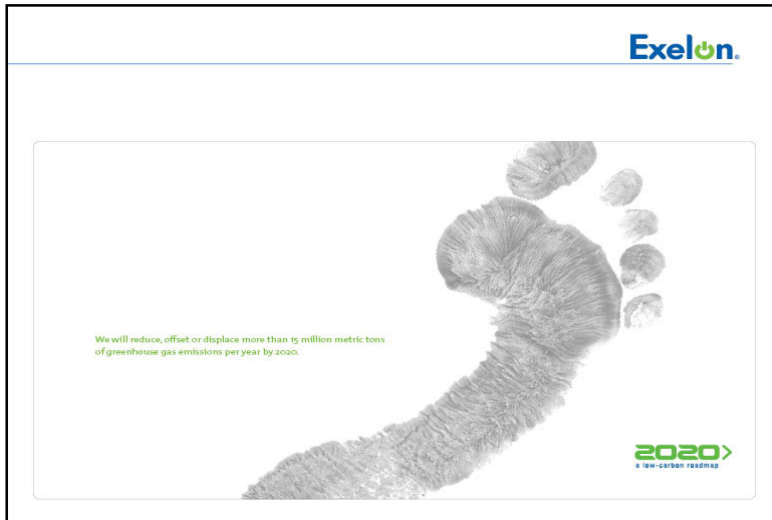 Exelon®
We will reduce, offset or displace more than 15 million metric tons
of greenhouse gas emissions per year by 2020.
2020>
a low-carbon roadmap